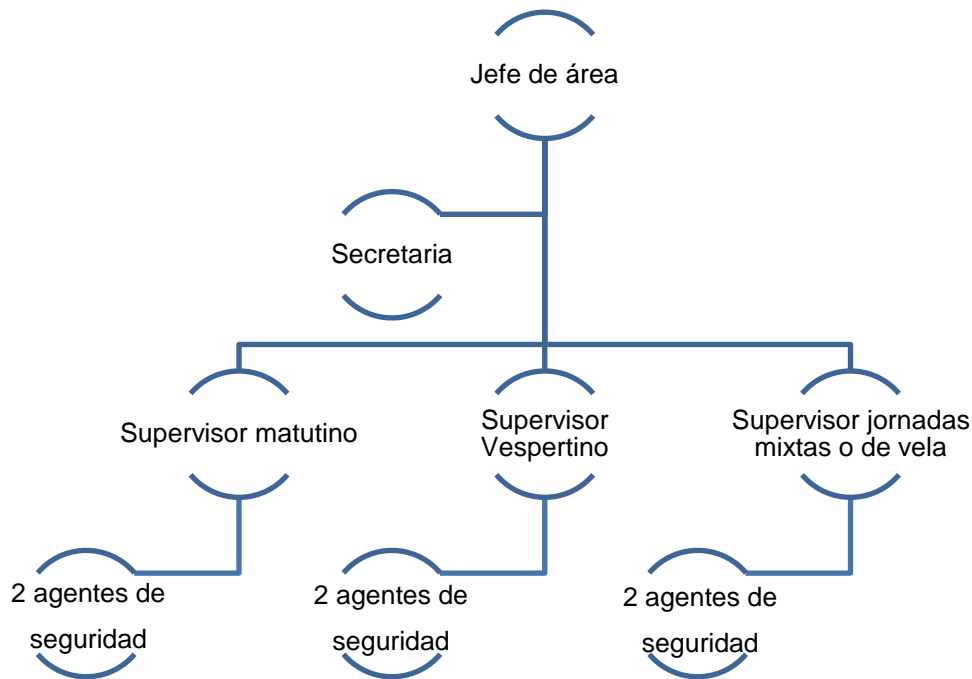 Jefe de área
Secretaria
Supervisor matutino
Supervisor
Vespertino
Supervisor jornadas
mixtas o de vela
2 agentes de
seguridad
2 agentes de
seguridad
2 agentes de
seguridad